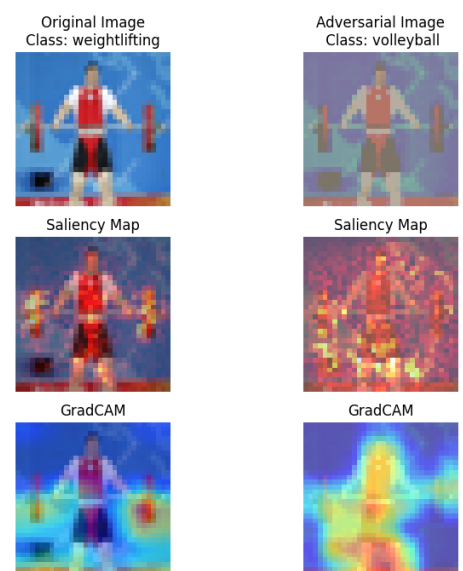 Original Image
Class: weightlifting
Adversarial Image
Class: volleyball
Saliency Map
Saliency Map
GradCAM
GradCAM